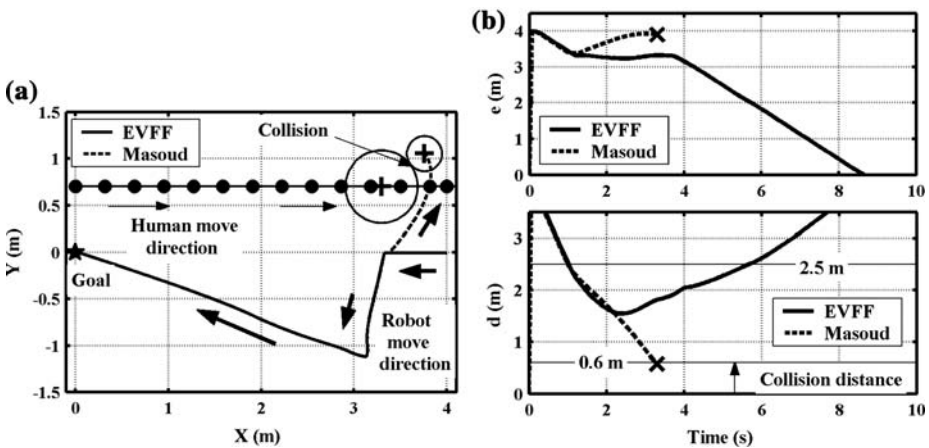 (a)
1.5
1
0.5
0
-0.5
-1
-1.5
Y (m)
EVFF
Masoud
Collision
Human move
direction
Goal
Robot
move
direction
0
1
2
3
4
X (m)
(b)
4
3
2
1
0
e (m)
EVFF
Masoud
0
2
4
6
8
10
3
2
1
0
d (m)
2.5 m
EVFF
Masoud
0.6 m
Collision distance
0
2
4
6
8
10
Time (s)